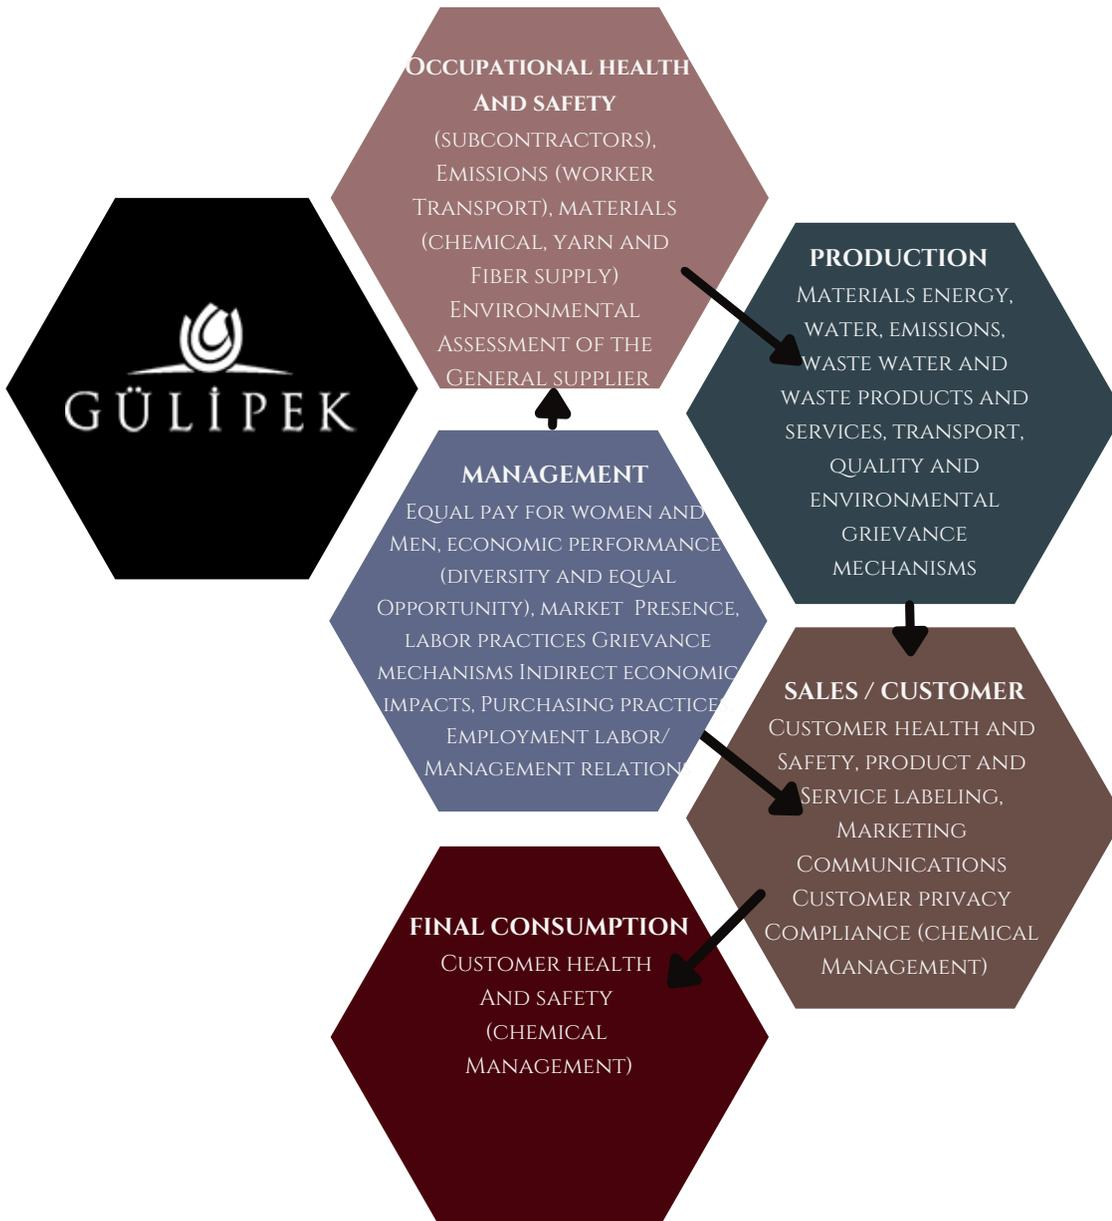 GÜLİPEK
OCCUPATIONAL HEALTH
AND SAFETY
(SUBCONTRACTORS),
EMISSIONS (WORKER
TRANSPORT), MATERIALS
(CHEMICAL, YARN AND
FIBER SUPPLY)
ENVIRONMENTAL
ASSESSMENT OF THE
GENERAL SUPPLIER
PRODUCTION
MATERIALS ENERGY,
WATER, EMISSIONS,
WASTE WATER AND
WASTE PRODUCTS AND
SERVICES, TRANSPORT,
QUALITY AND
ENVIRONMENTAL
GRIEVANCE
MECHANISMS
MANAGEMENT
EQUAL PAY FOR WOMEN AND
MEN, ECONOMIC PERFORMANCE
(DIVERSITY AND EQUAL
OPPORTUNITY), MARKET PRESENCE,
LABOR PRACTICES GRIEVANCE
MECHANISMS INDIRECT ECONOMIC
IMPACTS, PURCHASING PRACTICES,
EMPLOYMENT LABOR/
MANAGEMENT RELATIONS
SALES / CUSTOMER
CUSTOMER HEALTH AND
SAFETY, PRODUCT AND
SERVICE LABELING,
MARKETING
COMMUNICATIONS
CUSTOMER PRIVACY
COMPLIANCE (CHEMICAL
MANAGEMENT)
FINAL CONSUMPTION
CUSTOMER HEALTH
AND SAFETY
(CHEMICAL
MANAGEMENT)